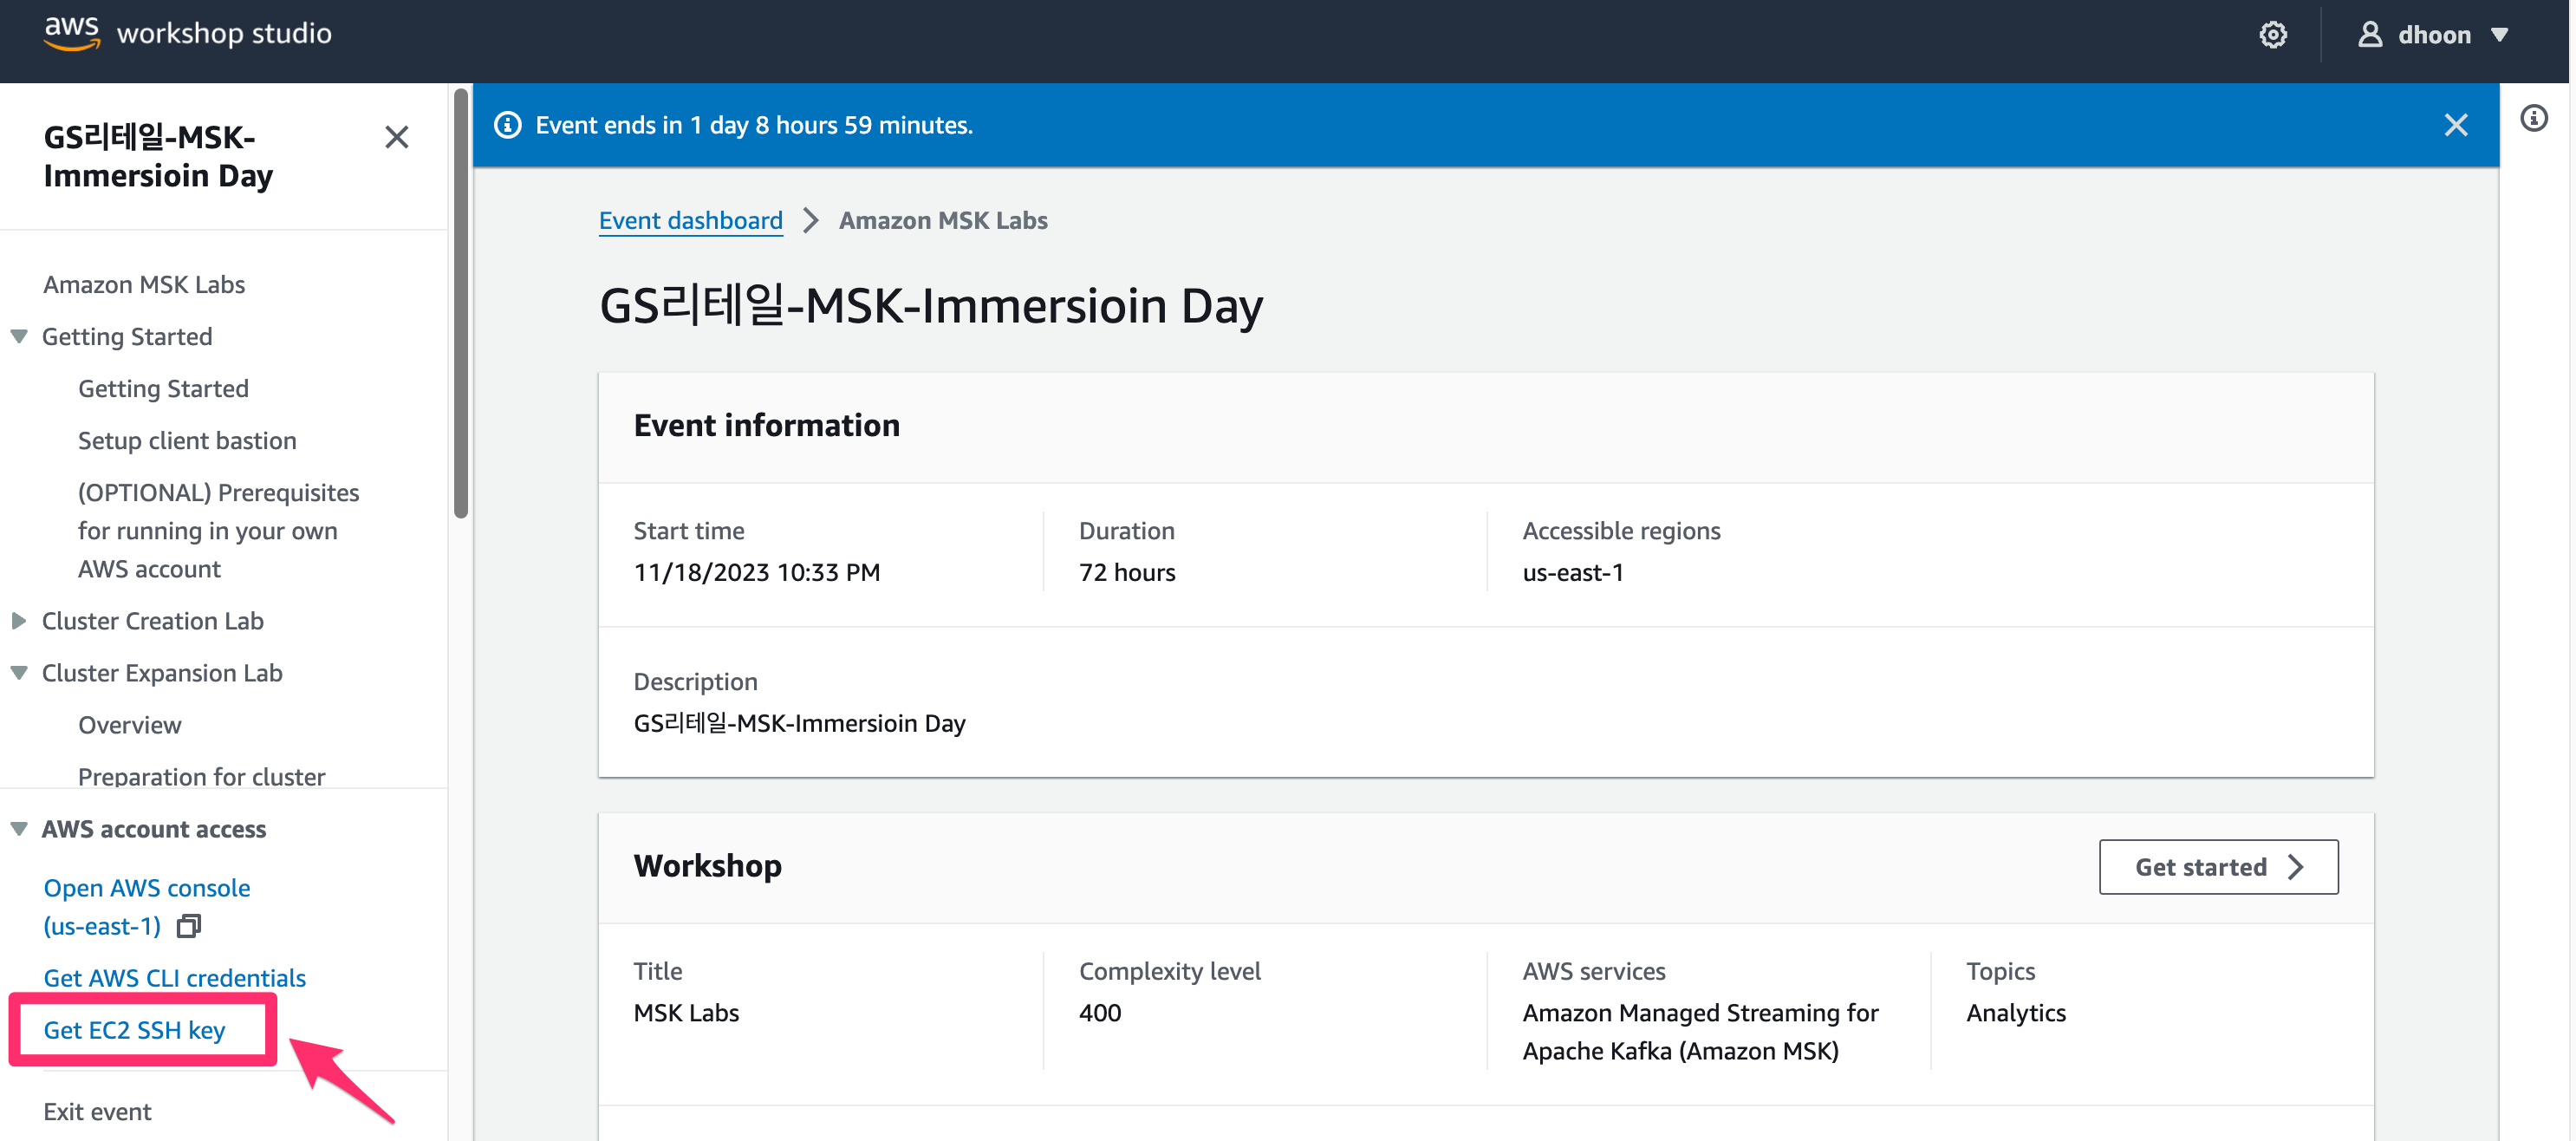 aws workshop studio
dhoon
GS리테일-MSK-
Immersioin Day
Amazon MSK Labs
Getting Started
Getting Started
Setup client bastion
(OPTIONAL) Prerequisites
for running in your own
AWS account
Cluster Creation Lab
Cluster Expansion Lab
Overview
Preparation for cluster
AWS account access
Open AWS console
(us-east-1)
Get AWS CLI credentials
Get EC2 SSH key
Exit event
Event ends in 1 day 8 hours 59 minutes.
Event dashboard
Amazon MSK Labs
GS리테일-MSK-Immersioin Day
Event information
Start time
11/18/2023 10:33 PM
Duration
72 hours
Accessible regions
us-east-1
Description
GS리테일-MSK-Immersioin Day
Workshop
Get started
Title
MSK Labs
Complexity level
400
AWS services
Amazon Managed Streaming for
Apache Kafka (Amazon MSK)
Topics
Analytics